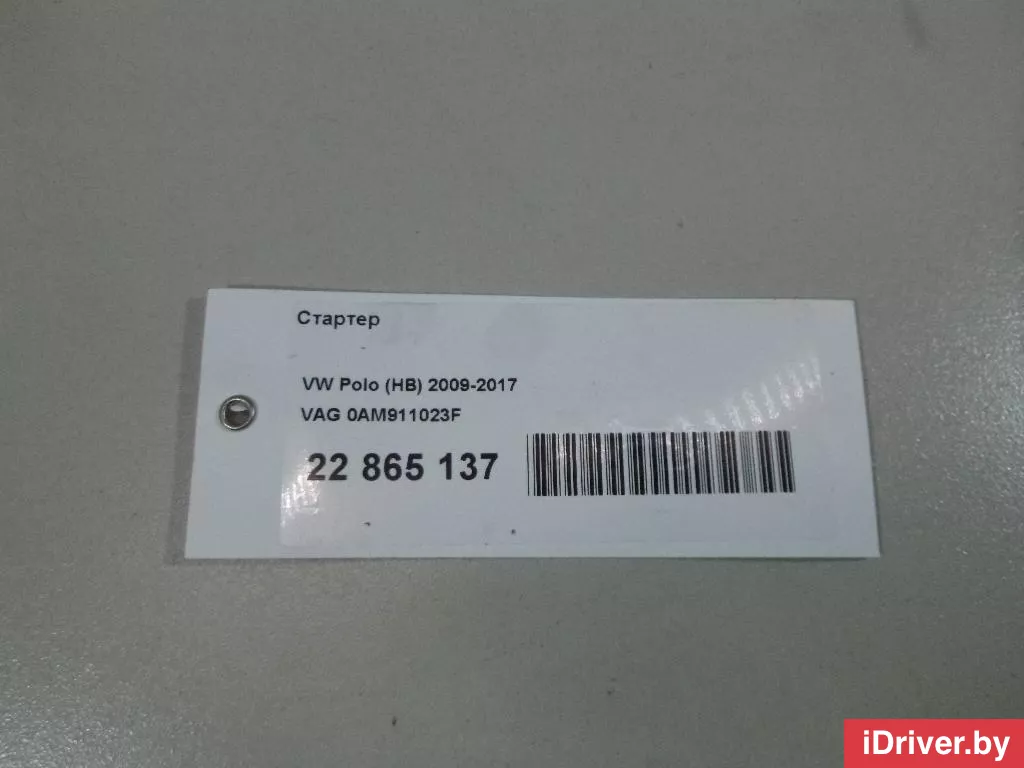 Стартер
VW Polo (HB) 2009-2017
VAG 0AM911023F
22 865 137
iDriver.by